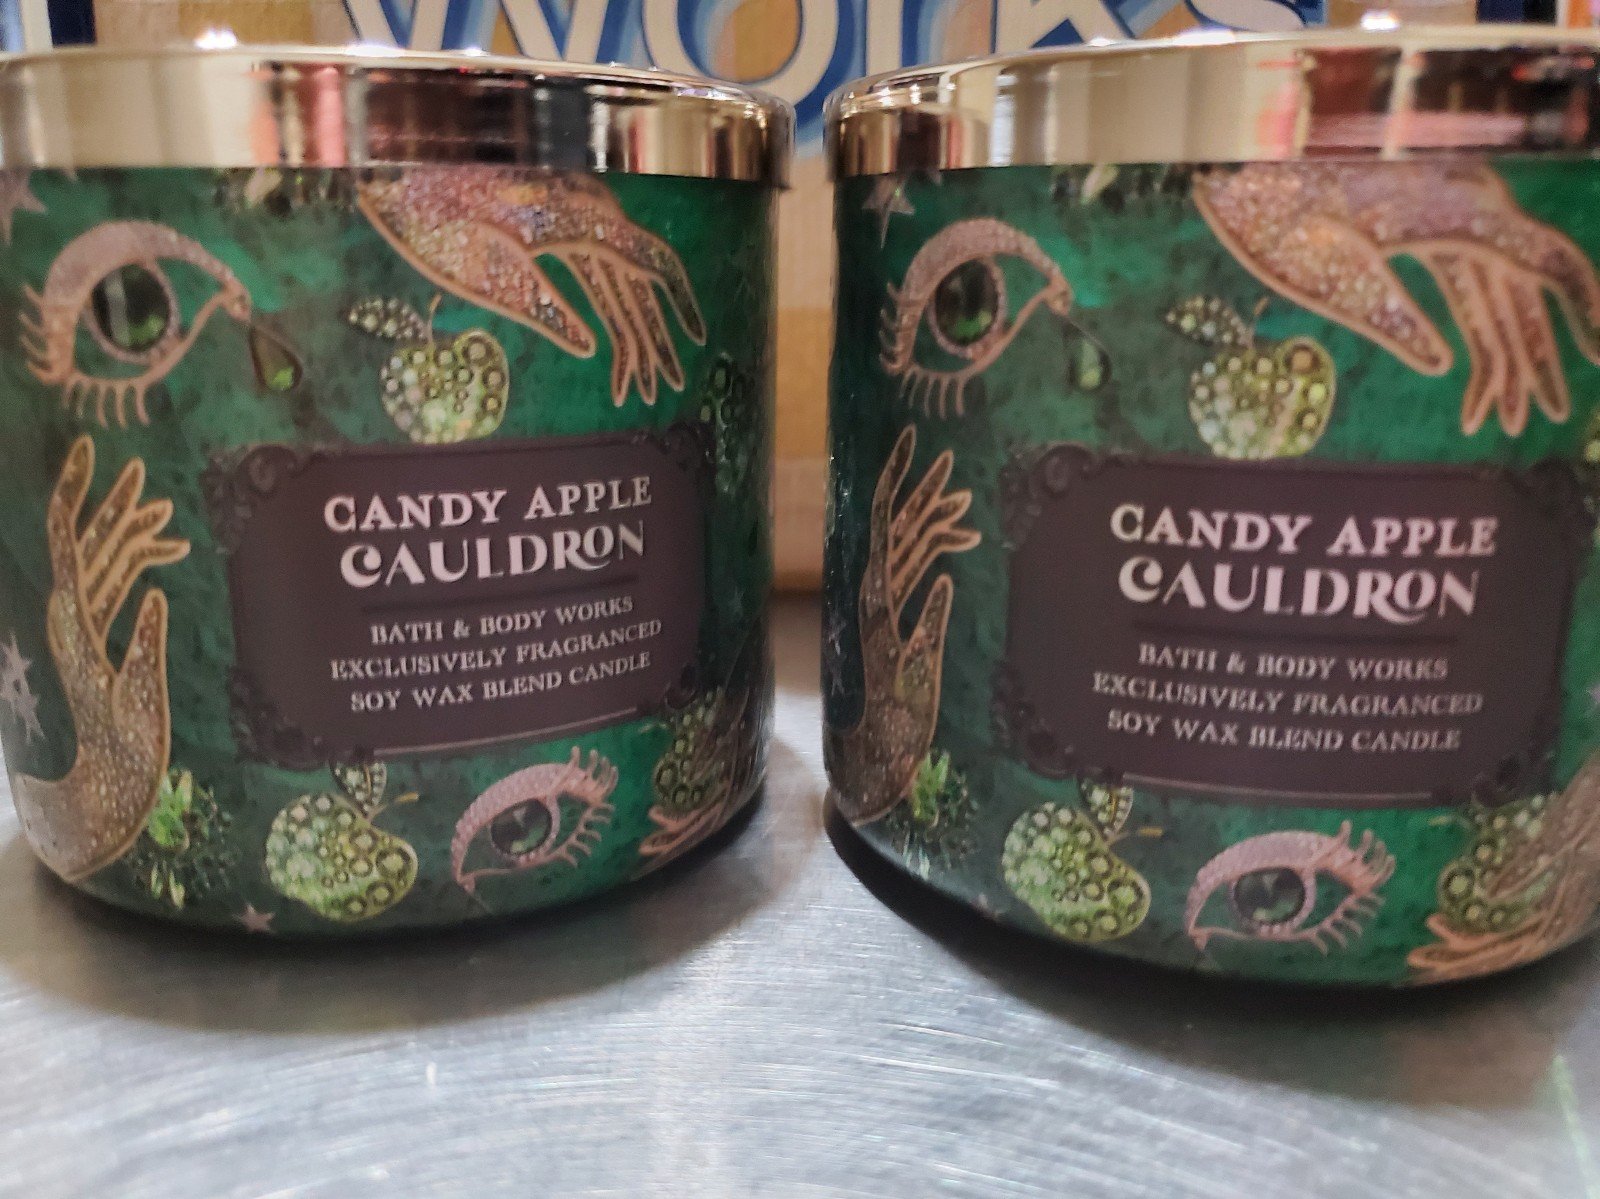 WORKS
CANDY APPLE
CAULDRON
BATH & BODY WORKS
EXCLUSIVELY FRAGRANCED
SOY WAX BLEND CANDLE
CANDY APPLE
CAULDRON
BATH & BODY WORKS
EXCLUSIVELY FRAGRANCED
SOY WAX BLEND CANDLE